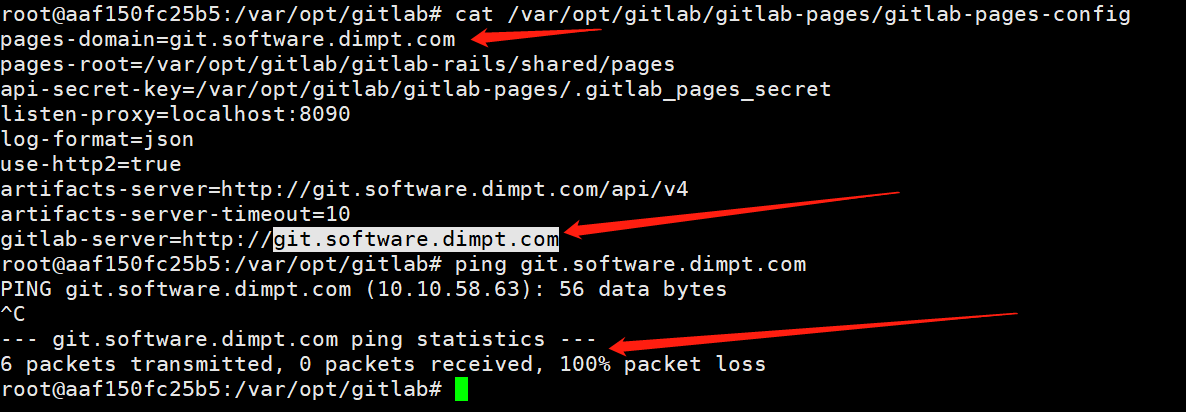 root@aaf150fc25b5:/var/opt/gitlab# cat /var/opt/gitlab/gitlab-pages/gitlab-pages-config
pages-domain=git.software.dimpt.com
pages-root=/var/opt/gitlab/gitlab-rails/shared/pages
api-secret-key=/var/opt/gitlab/gitlab-pages/.gitlab_pages_secret
listen-proxy=localhost:8090
log-format=json
use-http2=true
artifacts-server=http://git.software.dimpt.com/api/v4
artifacts-server-timeout=10
gitlab-server=http://git.software.dimpt.com
root@aaf150fc25b5:/var/opt/gitlab# ping git.software.dimpt.com
PING git.software.dimpt.com (10.10.58.63): 56 data bytes
^C
--- git.software.dimpt.com ping statistics ---
6 packets transmitted, 0 packets received, 100% packet loss
root@aaf150fc25b5:/var/opt/gitlab#